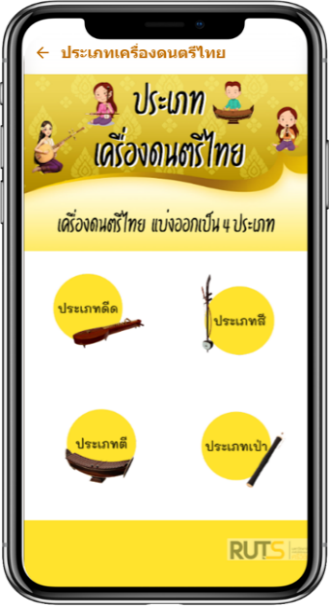 ← ประเภทเครื่องดนตรีไทย
ประเภท
เครื่องดนตรีไทย
เครื่องดนตรีไทย แบ่งออกเป็น ๔ ประเภท
ประเภทดีด
ประเภทสี
ประเภทตี
ประเภทเป่า
RUTS